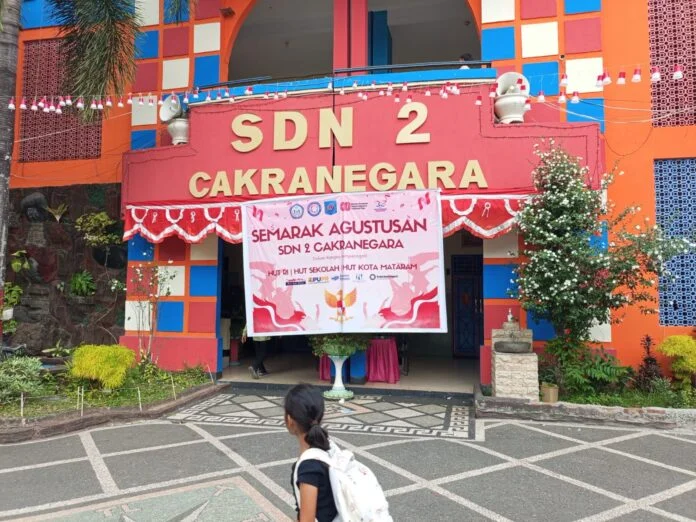 SDN 2
CAKRANEGARA
SEMARAK AGUSTUSAN
SDN 2 CAKRANEGARA
HUT RI | HUT SEKOLAH | HUT KOTA MATARAM